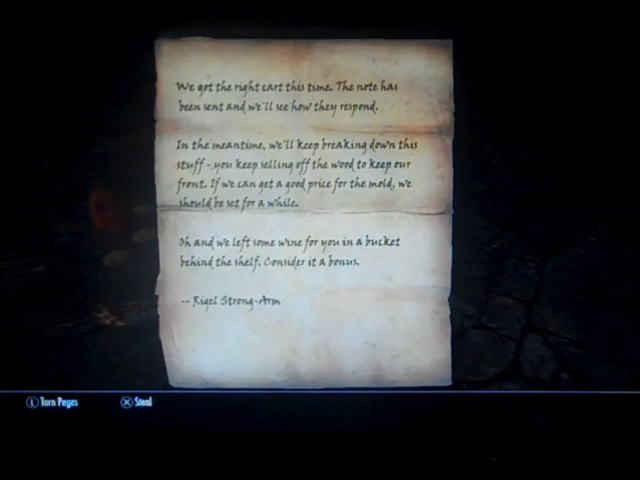 We got the right cart this time. The note has
been sent and we'll see how they respond.
In the meantime, we'll keep breaking down this
stuff - you keep selling off the wood to keep our
front. If we can get a good price for the mold, we
should be set for a while.
Oh and we left some wine for you in a bucket
behind the shelf. Consider it a bonus.
-- Rigel Strong-Arm
L Turn Pages X Steal